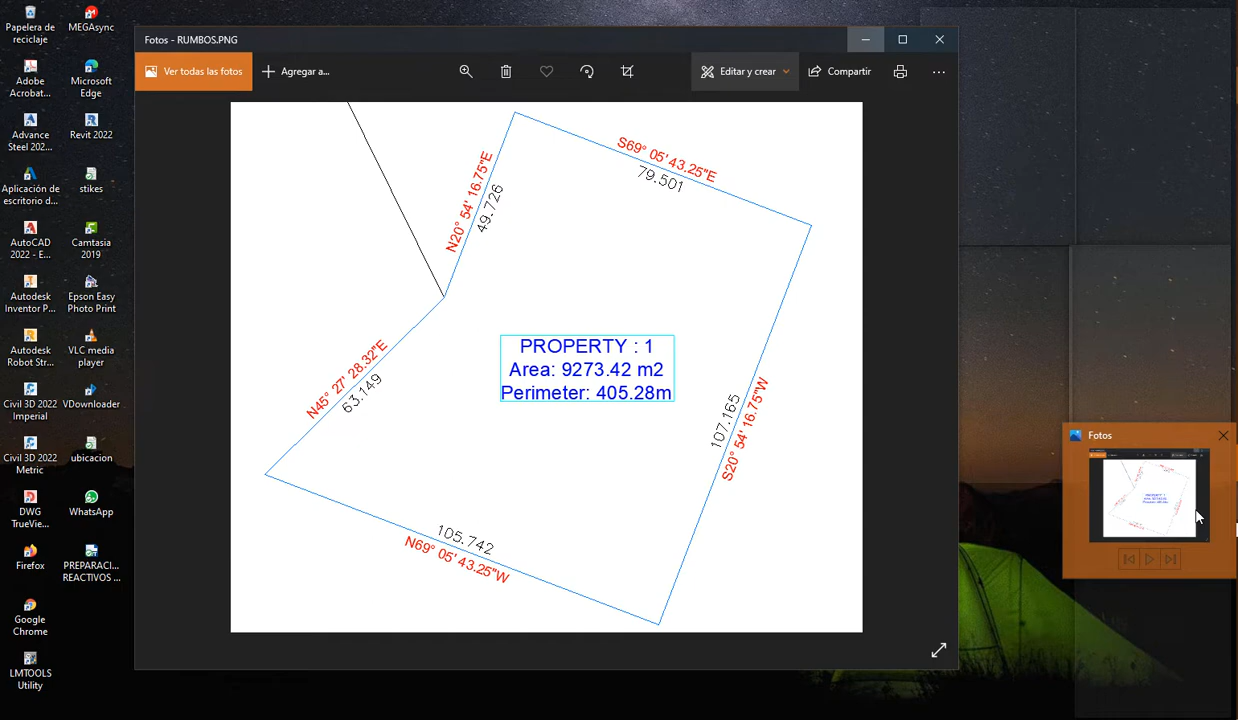 Papelera de
reciclaje
MEGAsync
Adobe
Acrobat...
Microsoft
Edge
Advance
Steel 202...
Revit 2022
Aplicación de
escritorio d...
stikes
AutoCAD
2022 - E...
Camtasia
2019
Autodesk
Inventor P...
Epson Easy
Photo Print
Autodesk
Robot Str...
VLC media
player
Civil 3D 2022
Imperial
VDownloader
Civil 3D 2022
Metric
ubicacion
DWG
TrueVie...
WhatsApp
Firefox
PREPARACI...
REACTIVOS ...
Google
Chrome
LMTOOLS
Utility
Fotos - RUMBOS.PNG
Ver todas las fotos
Agregar a...
Editar y crear
Compartir
N20° 54' 16.75"E
49.726
S69° 05' 43.25"E
79.501
N45° 27' 28.32"E
63.149
PROPERTY : 1
Area: 9273.42 m2
Perimeter: 405.28m
107.165
S20° 54' 16.75"W
105.742
N69° 05' 43.25"W
Fotos